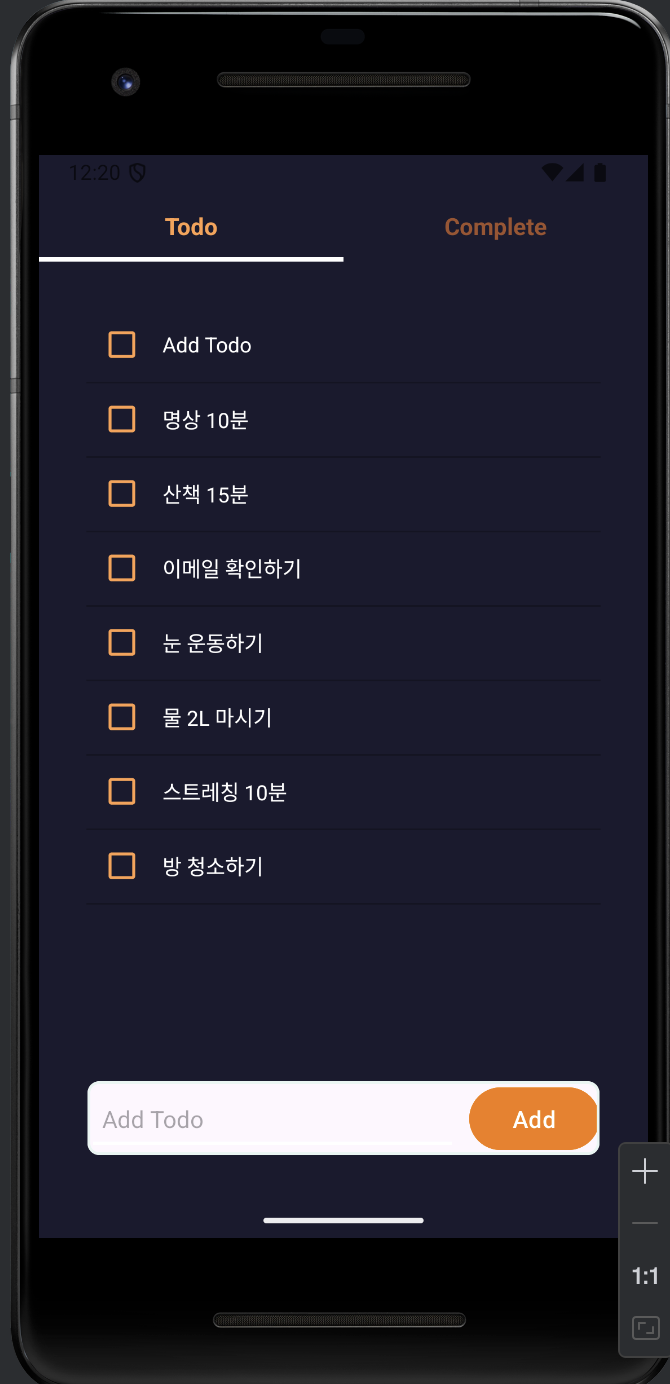 12:20
Todo Complete
Add Todo
명상 10분
산책 15분
이메일 확인하기
눈 운동하기
물 2L 마시기
스트레칭 10분
방 청소하기
Add Todo Add
1:1